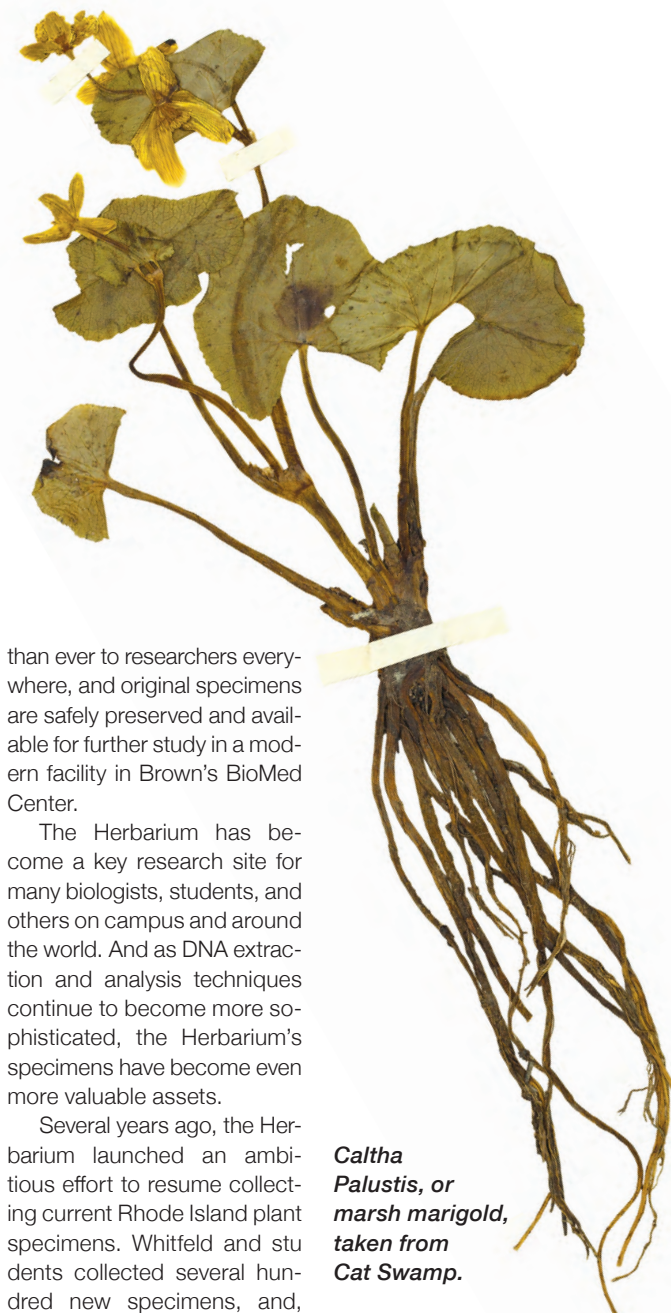 than ever to researchers every-
where, and original specimens
are safely preserved and avail-
able for further study in a mod-
ern facility in Brown's BioMed
Center.
The Herbarium has be-
come a key research site for
many biologists, students, and
others on campus and around
the world. And as DNA extrac-
tion and analysis techniques
continue to become more so-
phisticated, the Herbarium's
specimens have become even
more valuable assets.
Several years ago, the Her-
barium launched an ambi-
tious effort to resume collect-
ing current Rhode Island plant
specimens. Whitfeld and stu
dents collected several hun-
dred new specimens, and,
Caltha
Palustis, or
marsh marigold,
taken from
Cat Swamp.